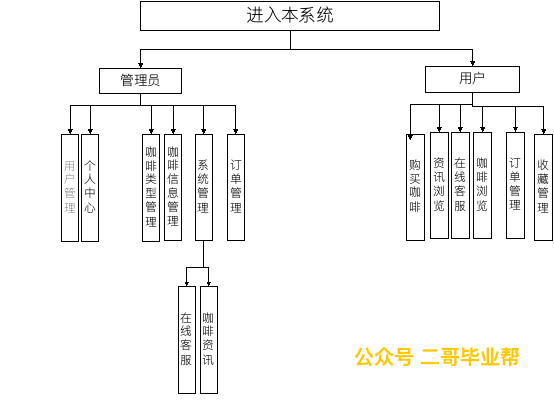 进入本系统
管理员
用户
用户管理
个人中心
咖啡类型管理
咖啡信息管理
系统管理
订单管理
购买咖啡
资讯浏览
在线客服
咖啡浏览
订单管理
收藏管理
在线客服
咖啡资讯
公众号 二哥毕业帮